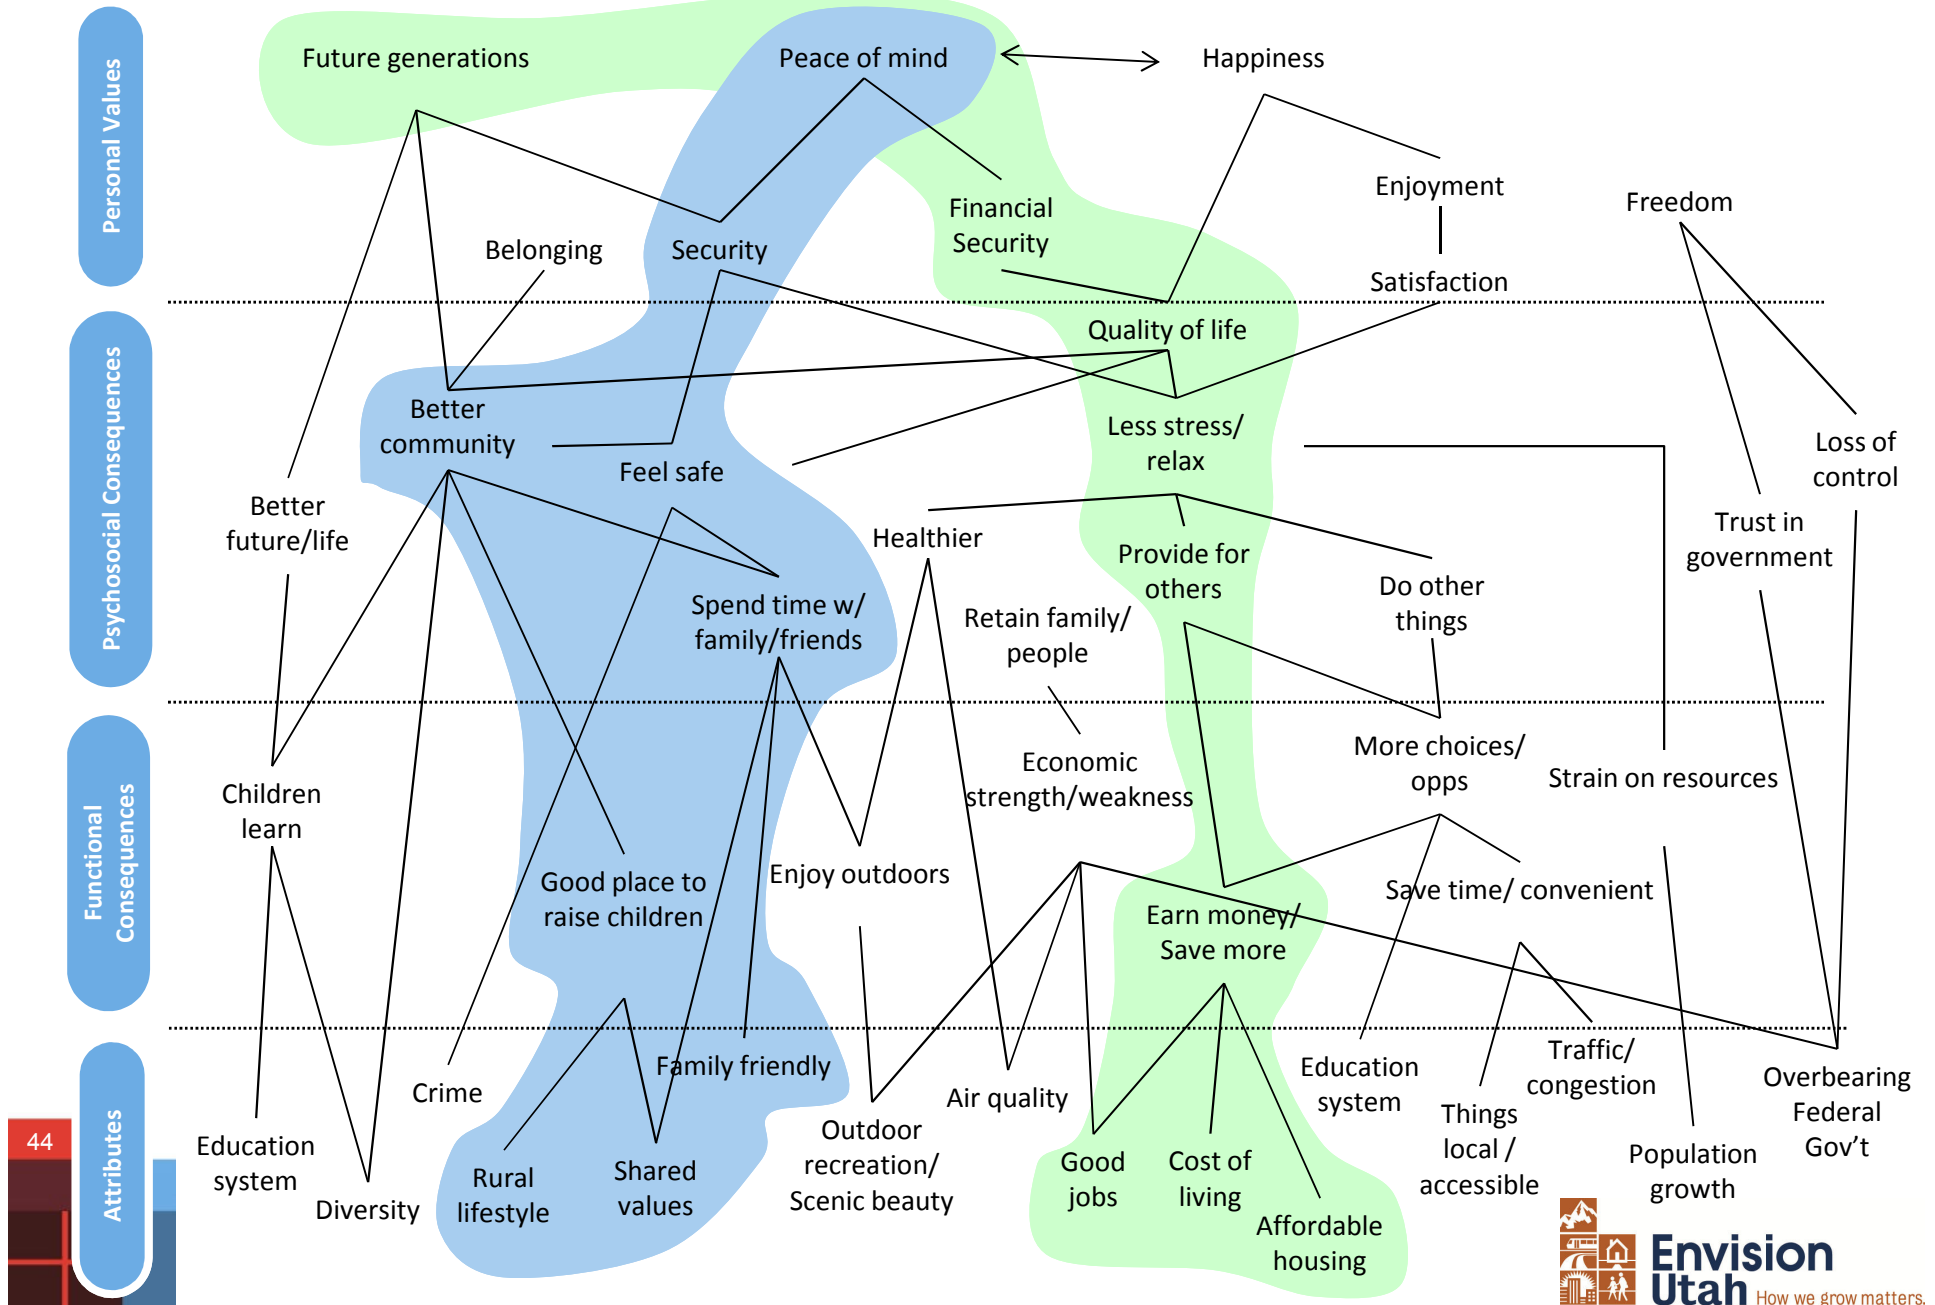 Personal Values
Future generations
Peace of mind
Happiness
Enjoyment
Freedom
Financial
Security
Belonging
Security
Satisfaction
Psychosocial Consequences
Quality of life
Better
community
Less stress/
relax
Feel safe
Loss of
control
Better
future/life
Healthier
Trust in
government
Provide for
others
Do other
things
Spend time w/
family/friends
Retain family/
people
Functional
Consequences
More choices/
opps
Economic
strength/weakness
Strain on resources
Children
learn
Good place to
raise children
Enjoy outdoors
Save time/ convenient
Earn money/
Save more
Attributes
Family friendly
Crime
Air quality
Education
system
Traffic/
congestion
Overbearing
Federal
Gov't
Education
system
Diversity
Rural
lifestyle
Shared
values
Outdoor
recreation/
Scenic beauty
Good
jobs
Cost of
living
Affordable
housing
Things
local /
accessible
Population
growth
44
Envision
Utah How we grow matters.